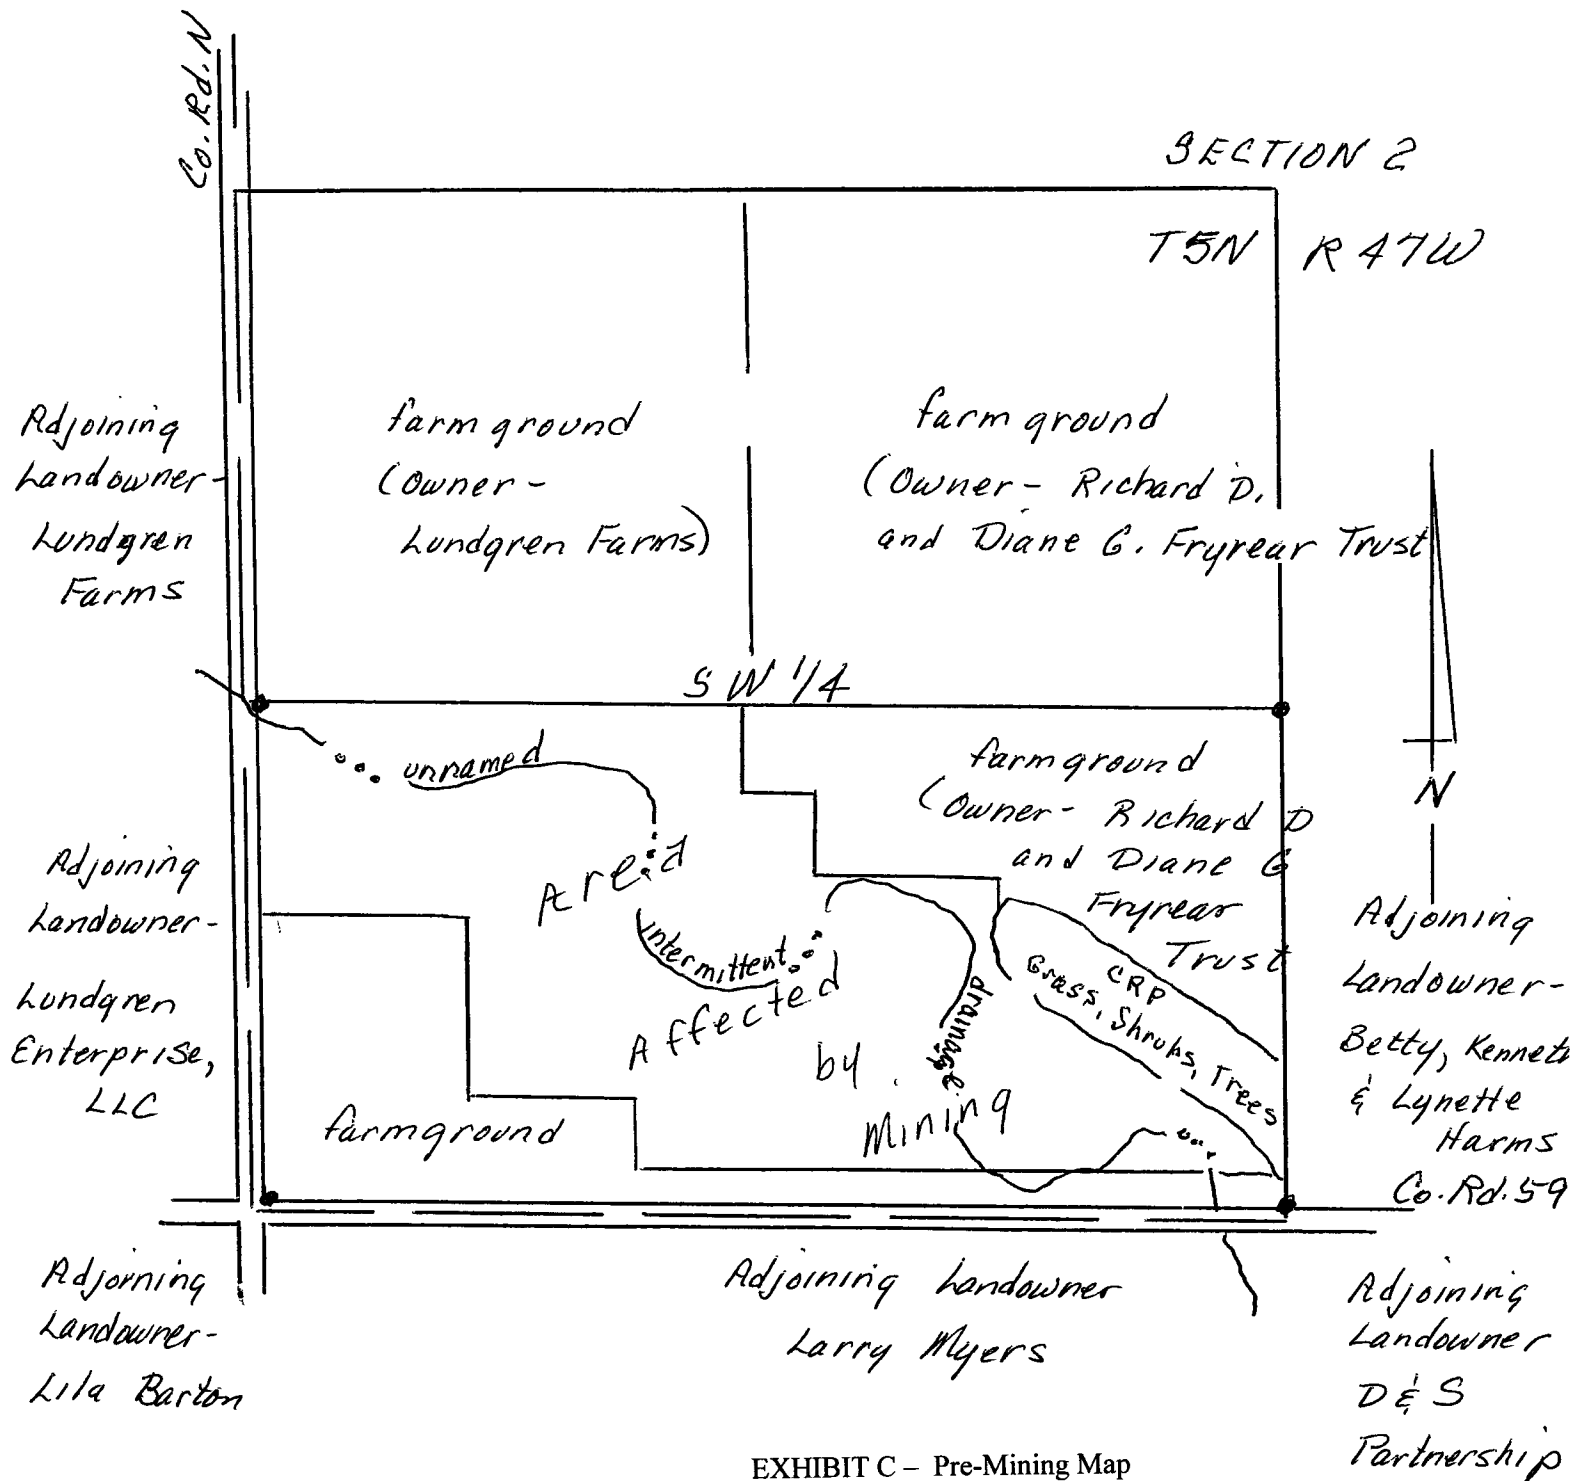 Co. Rd. N
SECTION 2
T5N R 47W
Adjoining
Landowner-
Lundgren
Farms
farm ground
(Owner-
Lundgren Farms)
farm ground
(Owner- Richard D.
and Diane G. Fryrear Trust
SW 1/4
unnamed
intermittent
drainage
Area
Affected
by
Mining
farmground
(Owner- Richard D
and Diane G
Fryrear
Trust
CRP
Grass, Shrubs, Trees
N
Adjoining
Landowner-
Lundgren
Enterprise,
LLC
farmground
Adjoining
Landowner-
Betty, Kenneth
& Lynette
Harms
Co. Rd. 59
Adjoining
Landowner-
Lila Barton
Adjoining Landowner
Larry Myers
Adjoining
Landowner
D & S
Partnership
EXHIBIT C – Pre-Mining Map